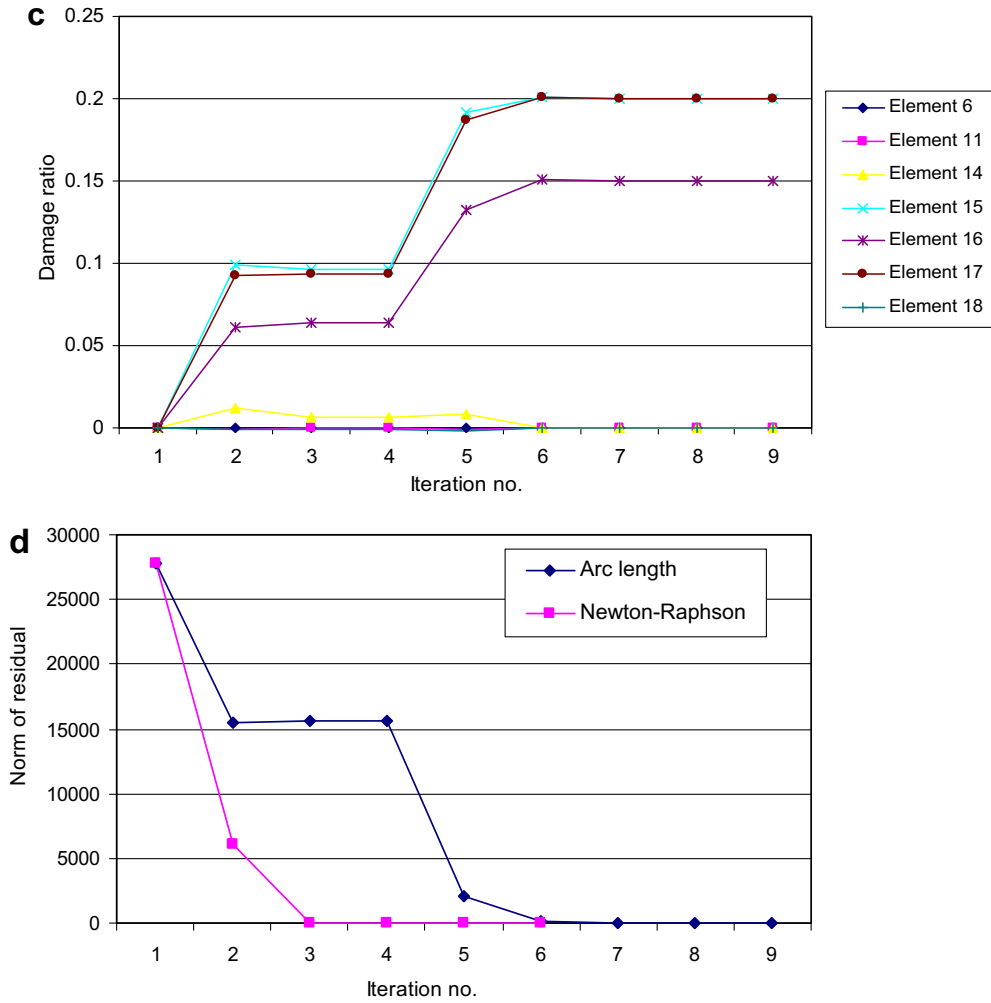 c
0.25
0.2
0.15
0.1
0.05
0
Damage ratio
1 2 3 4 5 6 7 8 9
Iteration no.
Element 6
Element 11
Element 14
Element 15
Element 16
Element 17
Element 18
d
30000
25000
20000
15000
10000
5000
0
Norm of residual
Arc length
Newton-Raphson
1 2 3 4 5 6 7 8 9
Iteration no.